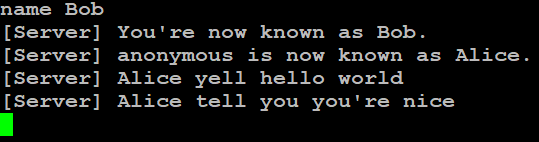 name Bob
[Server] You're now known as Bob.
[Server] anonymous is now known as Alice.
[Server] Alice yell hello world
[Server] Alice tell you you're nice